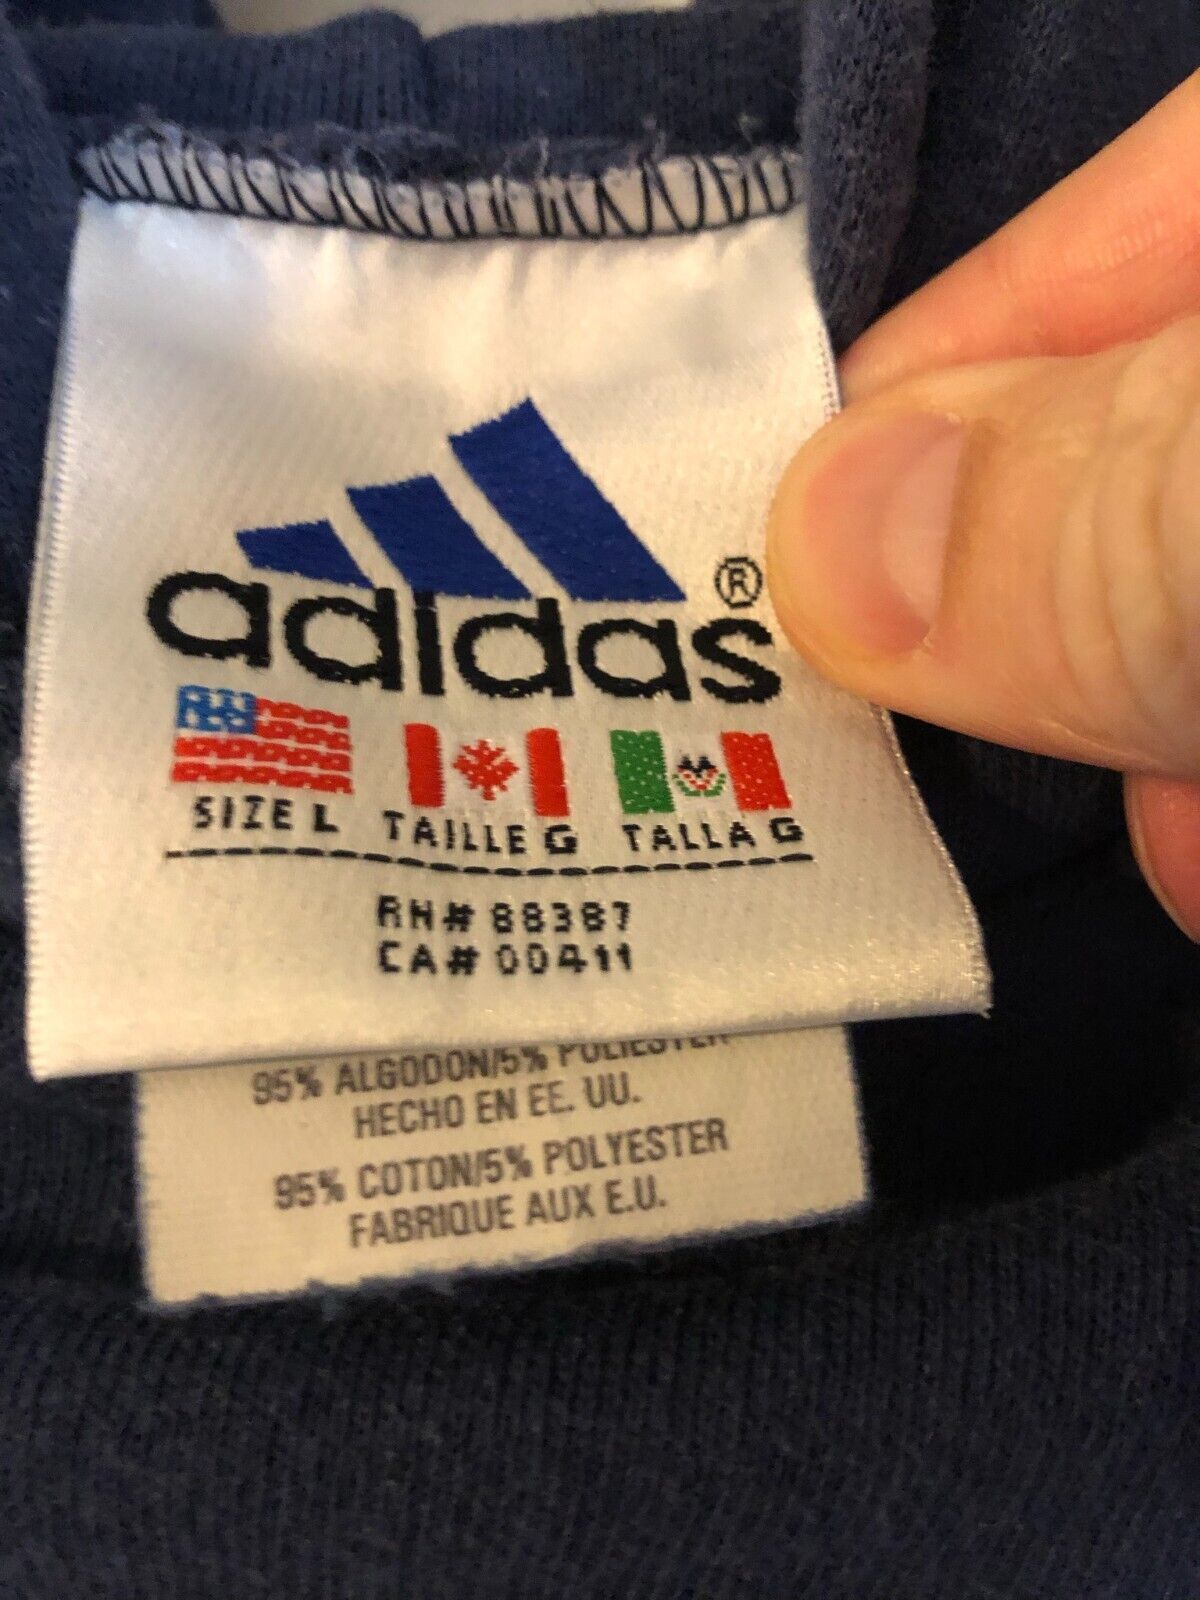 adidas®
SIZE L TAILLE G TALLA G
RN# 88387
CA# 00411
95% ALGODON/5% POLIESTER
HECHO EN EE. UU.
95% COTON/5% POLYESTER
FABRIQUE AUX E.U.